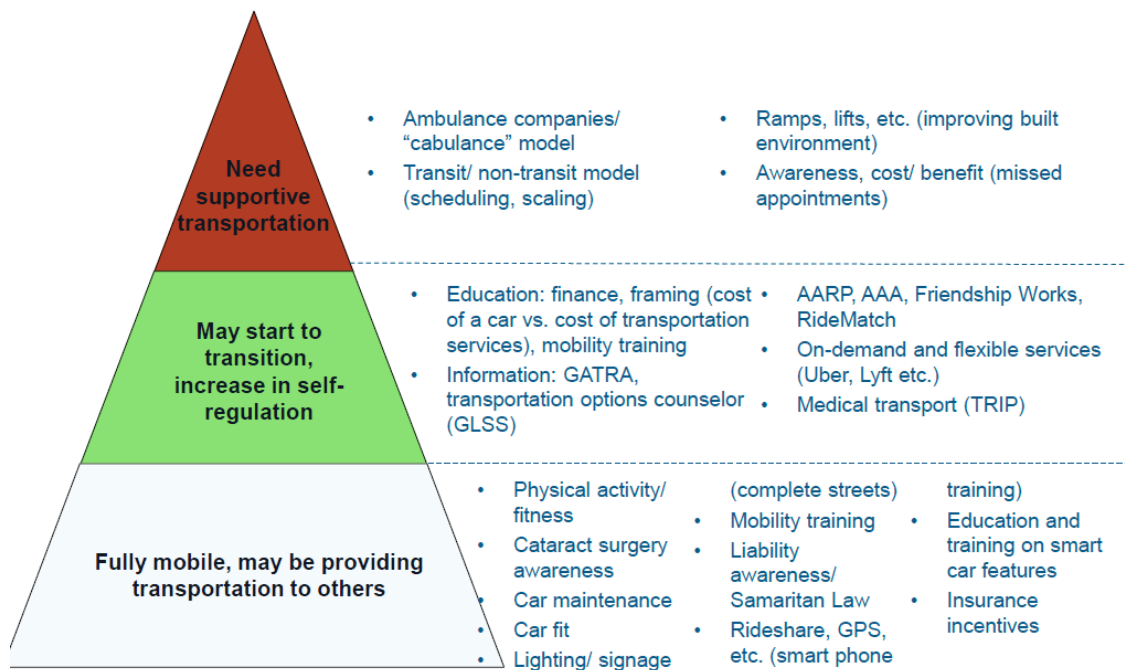 Need
supportive
transportation
• Ambulance companies/
“cabulance” model
• Transit/ non-transit model
(scheduling, scaling)
• Ramps, lifts, etc. (improving built
environment)
• Awareness, cost/ benefit (missed
appointments)
May start to
transition,
increase in self-
regulation
• Education: finance, framing (cost
of a car vs. cost of transportation
services), mobility training
• Information: GATRA,
transportation options counselor
(GLSS)
• AARP, AAA, Friendship Works,
RideMatch
• On-demand and flexible services
(Uber, Lyft etc.)
• Medical transport (TRIP)
Fully mobile, may be providing
transportation to others
• Physical activity/
fitness
• Cataract surgery
awareness
• Car maintenance
• Car fit
• Lighting/ signage
(complete streets)
• Mobility training
• Liability
awareness/
Samaritan Law
• Rideshare, GPS,
etc. (smart phone
training)
• Education and
training on smart
car features
• Insurance
incentives